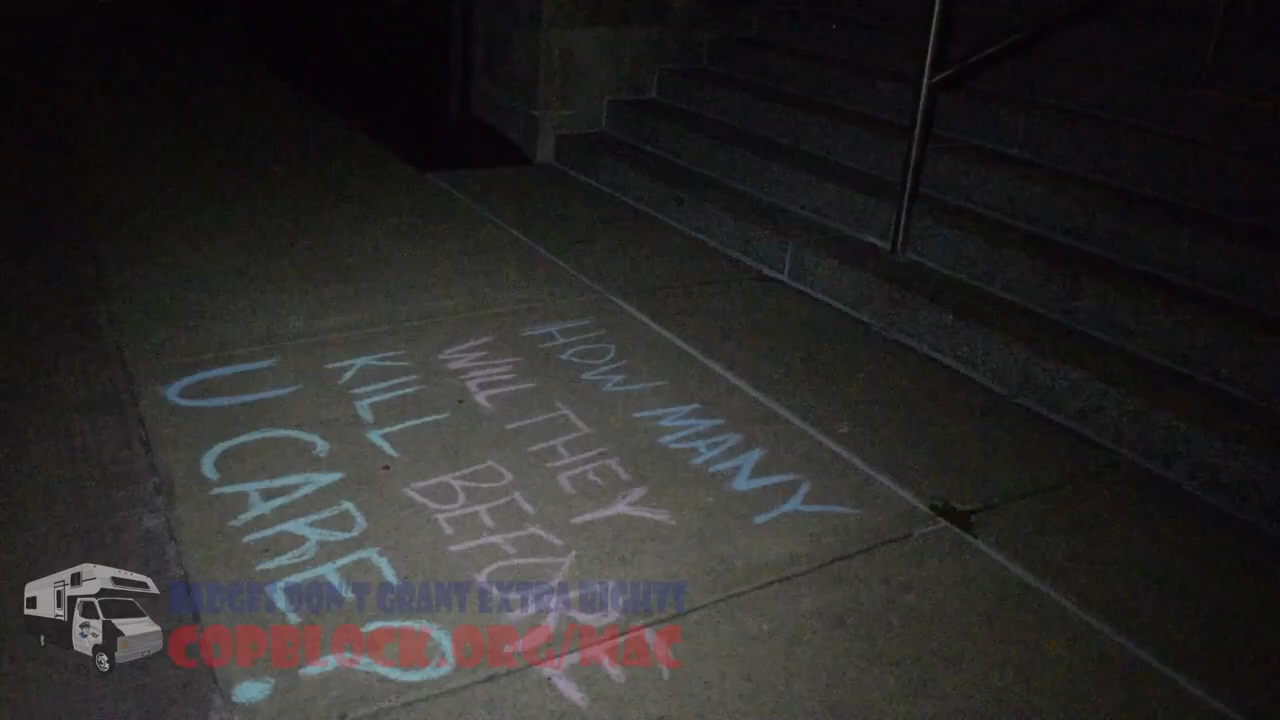 HOW MANY
WILL THEY
KILL BEFORE
U CARE?
BADGES DON'T GRANT EXTRA RIGHTS
COPBLOCK.ORG/MAC